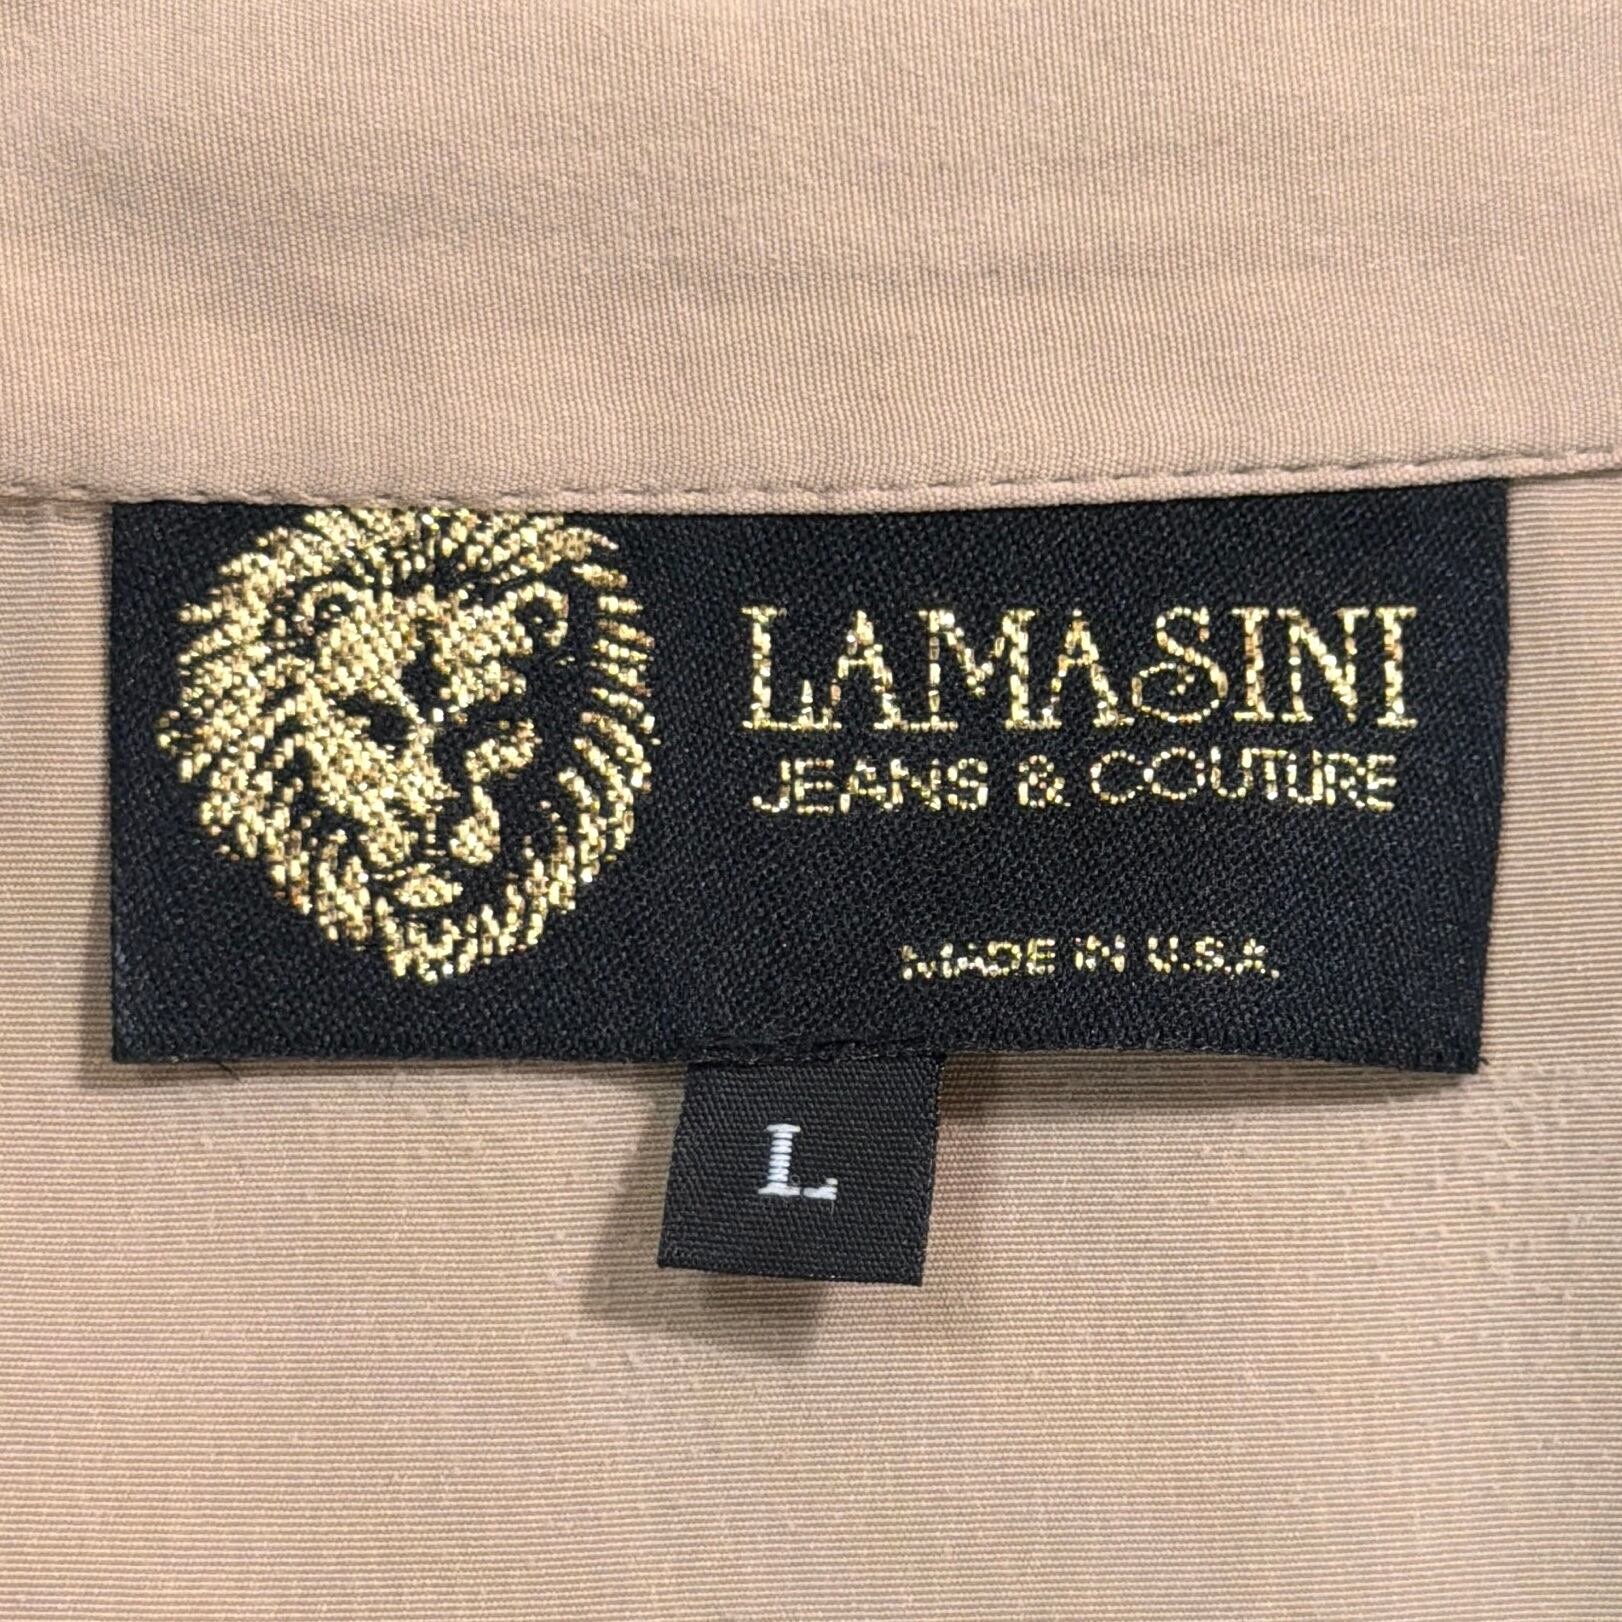 LAMASINI
JEANS & COUTURE
MADE IN U.S.A.
L